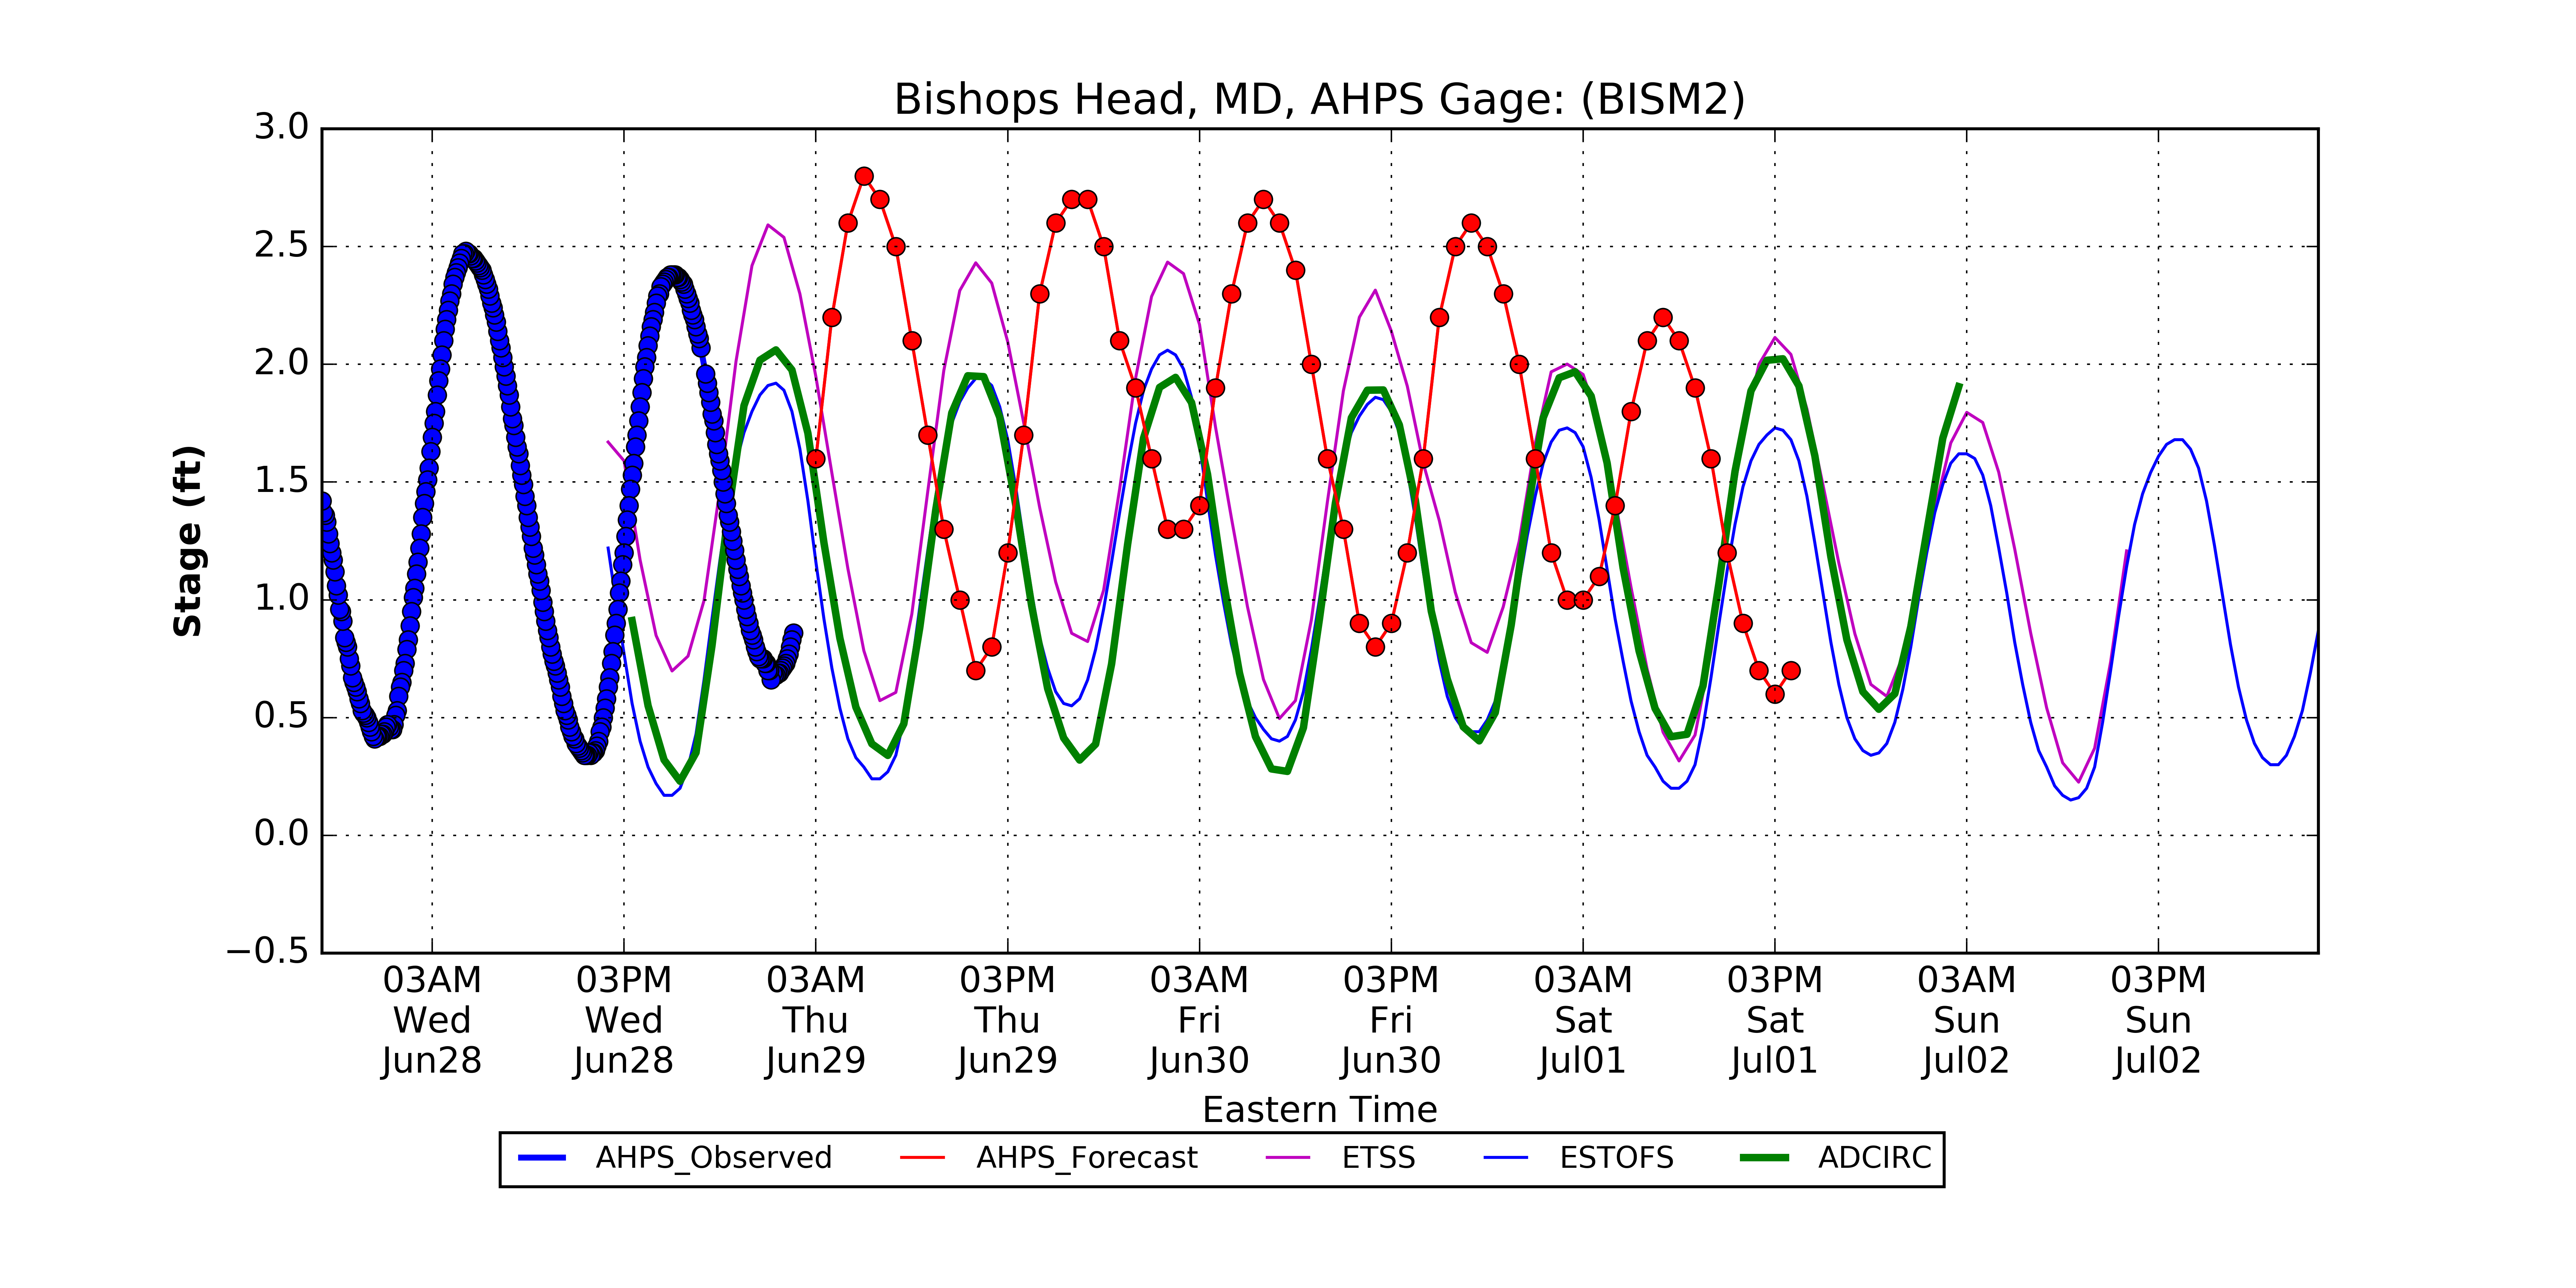 Bishops Head, MD, AHPS Gage: (BISM2)
Stage (ft)
3.0
2.5
2.0
1.5
1.0
0.5
0.0
−0.5
03AM 03PM 03AM 03PM 03AM 03PM 03AM 03PM 03AM 03PM
Wed Wed Thu Thu Fri Fri Sat Sat Sun Sun
Jun28 Jun28 Jun29 Jun29 Jun30 Jun30 Jul01 Jul01 Jul02 Jul02
Eastern Time
AHPS_Observed AHPS_Forecast ETSS ESTOFS ADCIRC